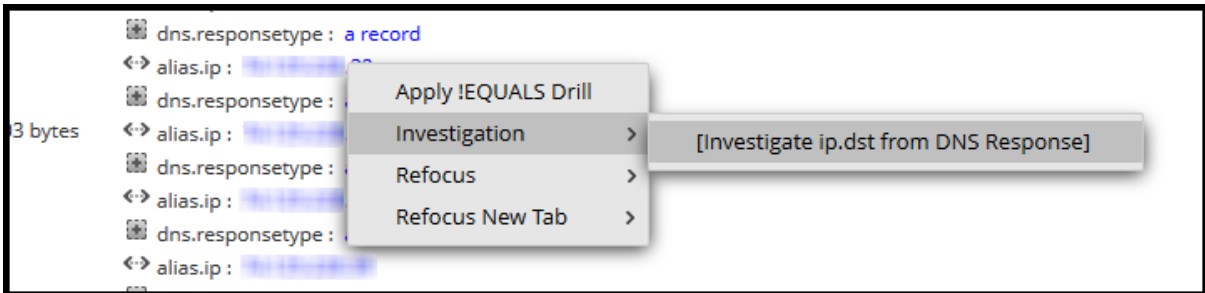 dns.responsetype : a record
alias.ip :
dns.responsetype :
Apply !EQUALS Drill
03 bytes
alias.ip :
Investigation
[Investigate ip.dst from DNS Response]
dns.responsetype :
Refocus
alias.ip :
Refocus New Tab
dns.responsetype :
alias.ip :